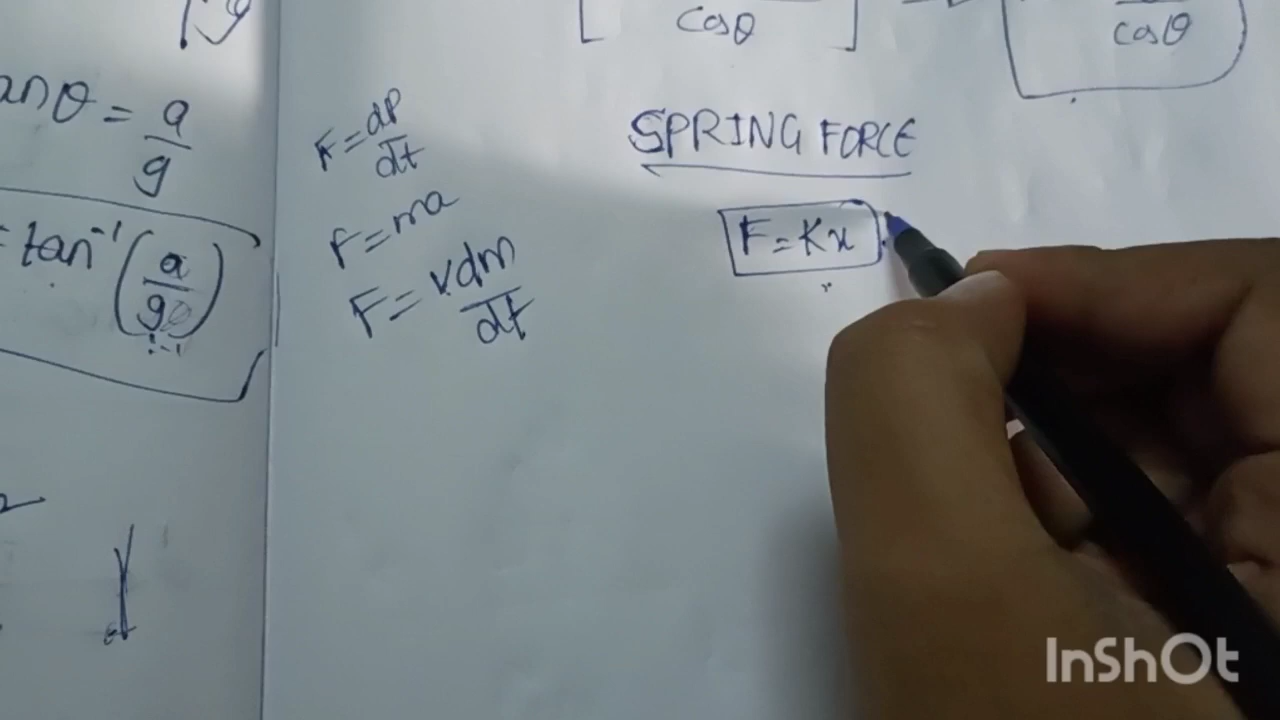 anθ = a/g
= tan⁻¹ (a/g)
F = dP/dt
F = ma
F = vdm/dt
cosθ
cosθ
SPRING FORCE
F = Kx
InShOt